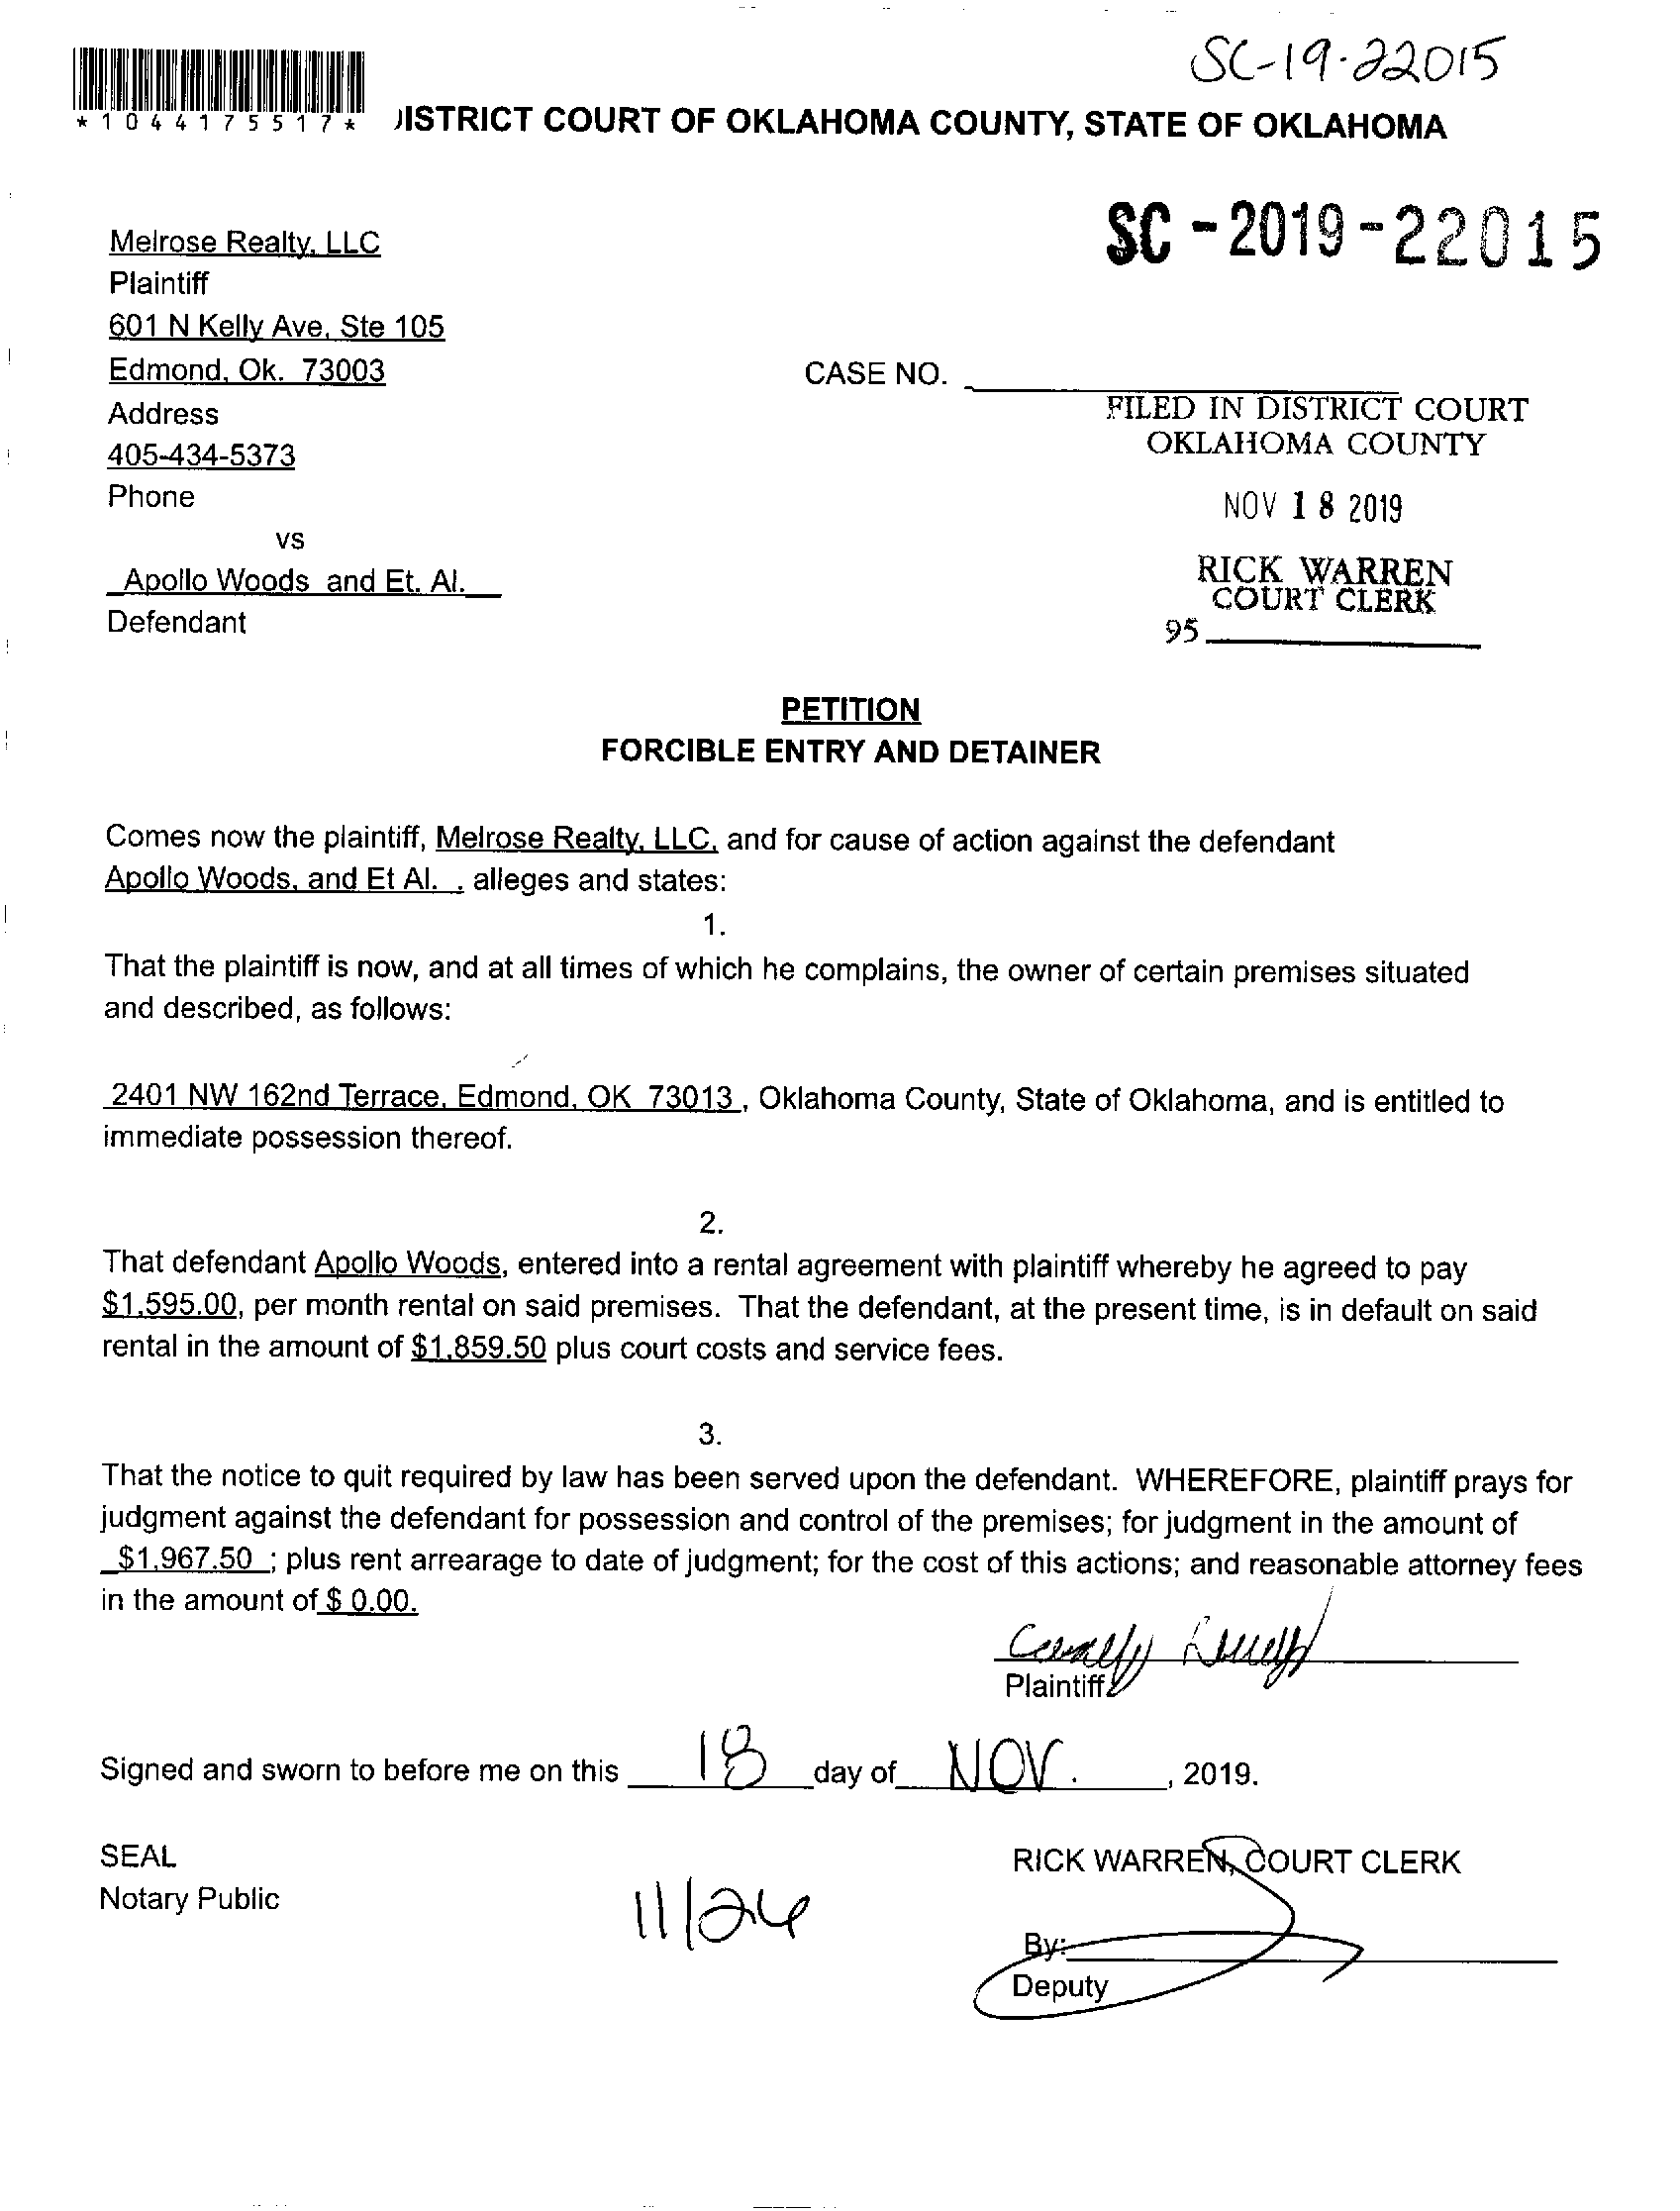 SC-19-22015
*1044175517*
DISTRICT COURT OF OKLAHOMA COUNTY, STATE OF OKLAHOMA
SC-2019-22015
Melrose Realty, LLC
Plaintiff
601 N Kelly Ave, Ste 105
Edmond, Ok. 73003
CASE NO.
Address
405-434-5373
Phone
FILED IN DISTRICT COURT
OKLAHOMA COUNTY
NOV 18 2019
RICK WARREN
COURT CLERK
95
vs
Apollo Woods and Et. Al.
Defendant
PETITION
FORCIBLE ENTRY AND DETAINER
Comes now the plaintiff, Melrose Realty, LLC, and for cause of action against the defendant
Apollo Woods, and Et Al. . alleges and states:
1.
That the plaintiff is now, and at all times of which he complains, the owner of certain premises situated
and described, as follows:
2401 NW 162nd Terrace, Edmond, OK 73013 , Oklahoma County, State of Oklahoma, and is entitled to
immediate possession thereof.
2.
That defendant Apollo Woods, entered into a rental agreement with plaintiff whereby he agreed to pay
$1,595.00, per month rental on said premises. That the defendant, at the present time, is in default on said
rental in the amount of $1,859.50 plus court costs and service fees.
3.
That the notice to quit required by law has been served upon the defendant. WHEREFORE, plaintiff prays for
judgment against the defendant for possession and control of the premises; for judgment in the amount of
$1,967.50 ; plus rent arrearage to date of judgment; for the cost of this actions; and reasonable attorney fees
in the amount of $ 0.00.
Plaintiff
Signed and sworn to before me on this 18 day of NOV. , 2019.
SEAL
Notary Public
11/26
RICK WARREN, COURT CLERK
By:
Deputy